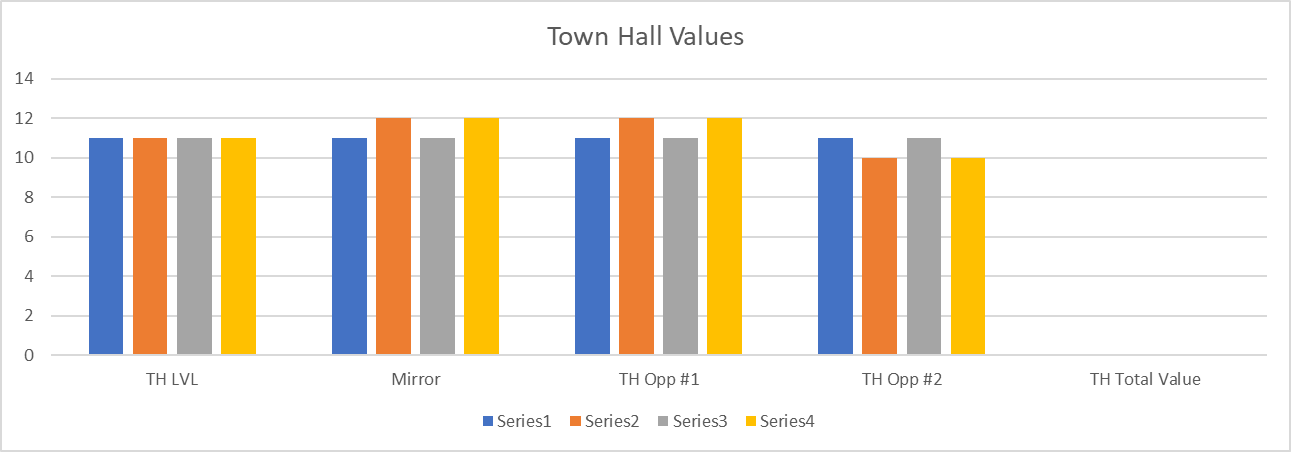 Town Hall Values
14
12
10
8
6
4
2
0
TH LVL Mirror TH Opp #1 TH Opp #2 TH Total Value
Series1 Series2 Series3 Series4